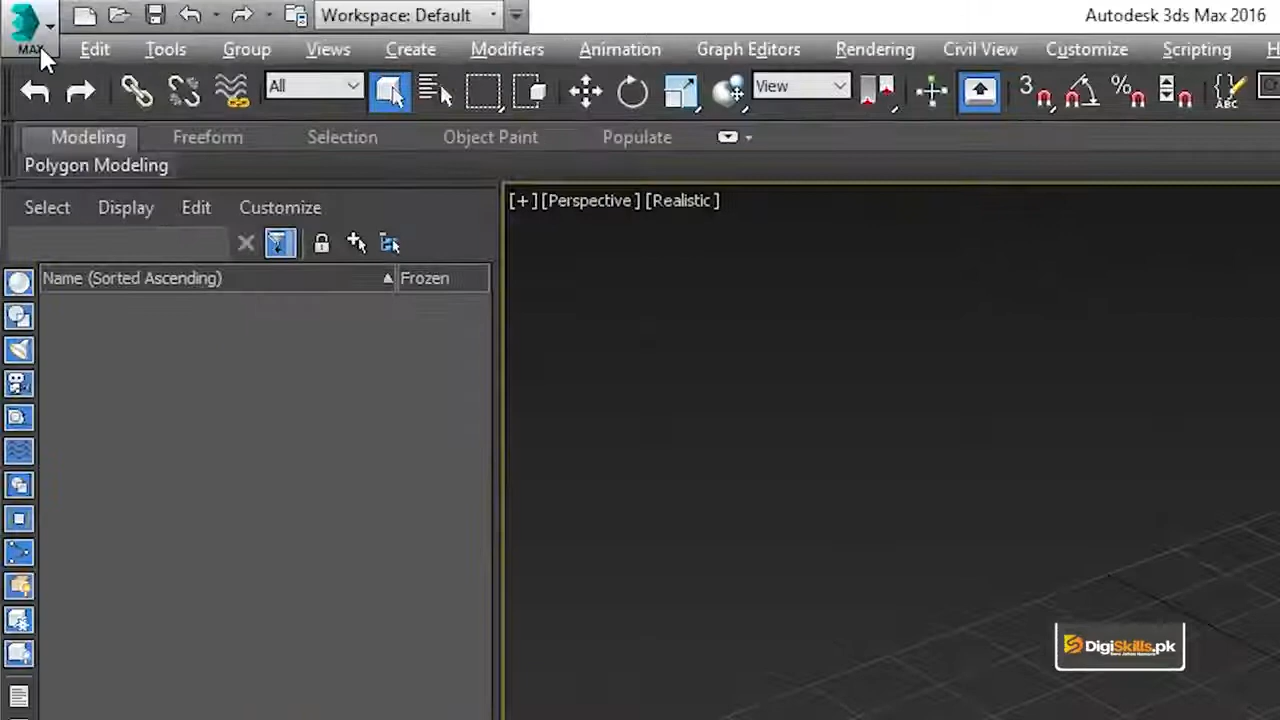 Workspace: Default
Autodesk 3ds Max 2016
MAX
Edit Tools Group Views Create Modifiers Animation Graph Editors Rendering Civil View Customize Scripting H
All
View
3
%
ABC
Modeling Freeform Selection Object Paint Populate
Polygon Modeling
Select Display Edit Customize
[+] [Perspective] [Realistic]
Name (Sorted Ascending) Frozen
DigiSkills.pk